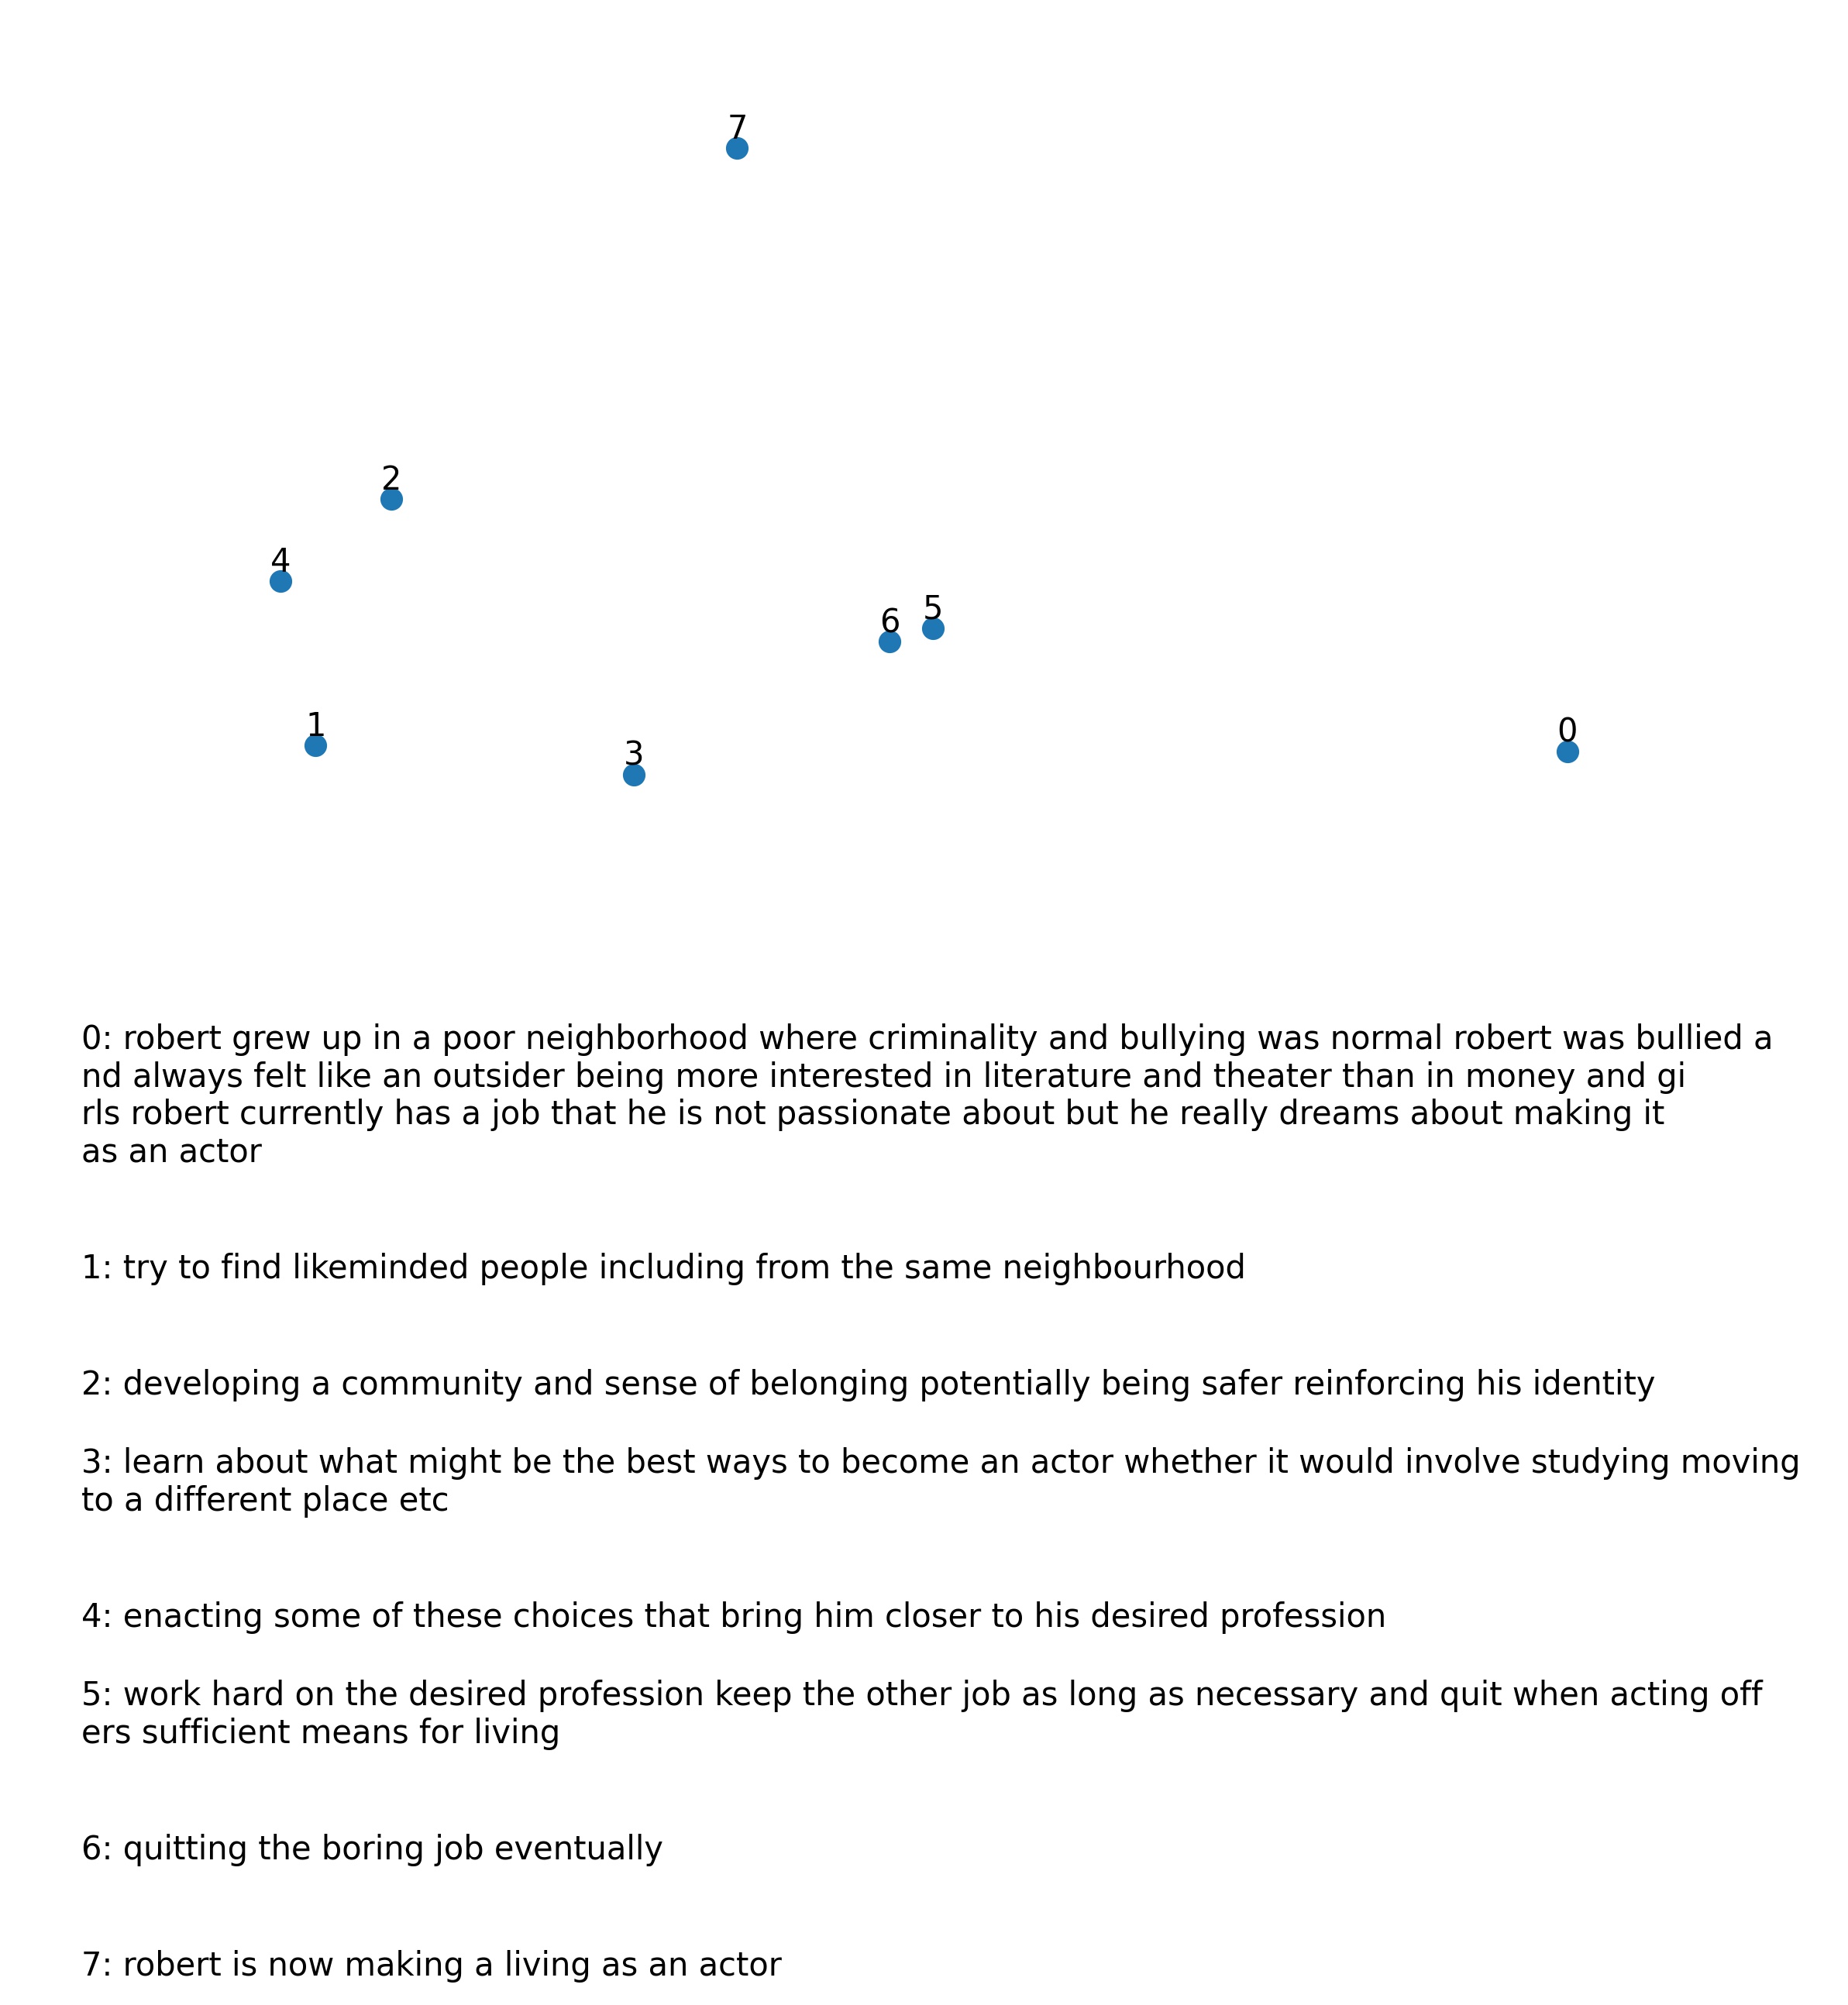 7
2
4
5
6
1
0
3
0: robert grew up in a poor neighborhood where criminality and bullying was normal robert was bullied a
nd always felt like an outsider being more interested in literature and theater than in money and gi
rls robert currently has a job that he is not passionate about but he really dreams about making it
as an actor
1: try to find likeminded people including from the same neighbourhood
2: developing a community and sense of belonging potentially being safer reinforcing his identity
3: learn about what might be the best ways to become an actor whether it would involve studying moving
to a different place etc
4: enacting some of these choices that bring him closer to his desired profession
5: work hard on the desired profession keep the other job as long as necessary and quit when acting off
ers sufficient means for living
6: quitting the boring job eventually
7: robert is now making a living as an actor